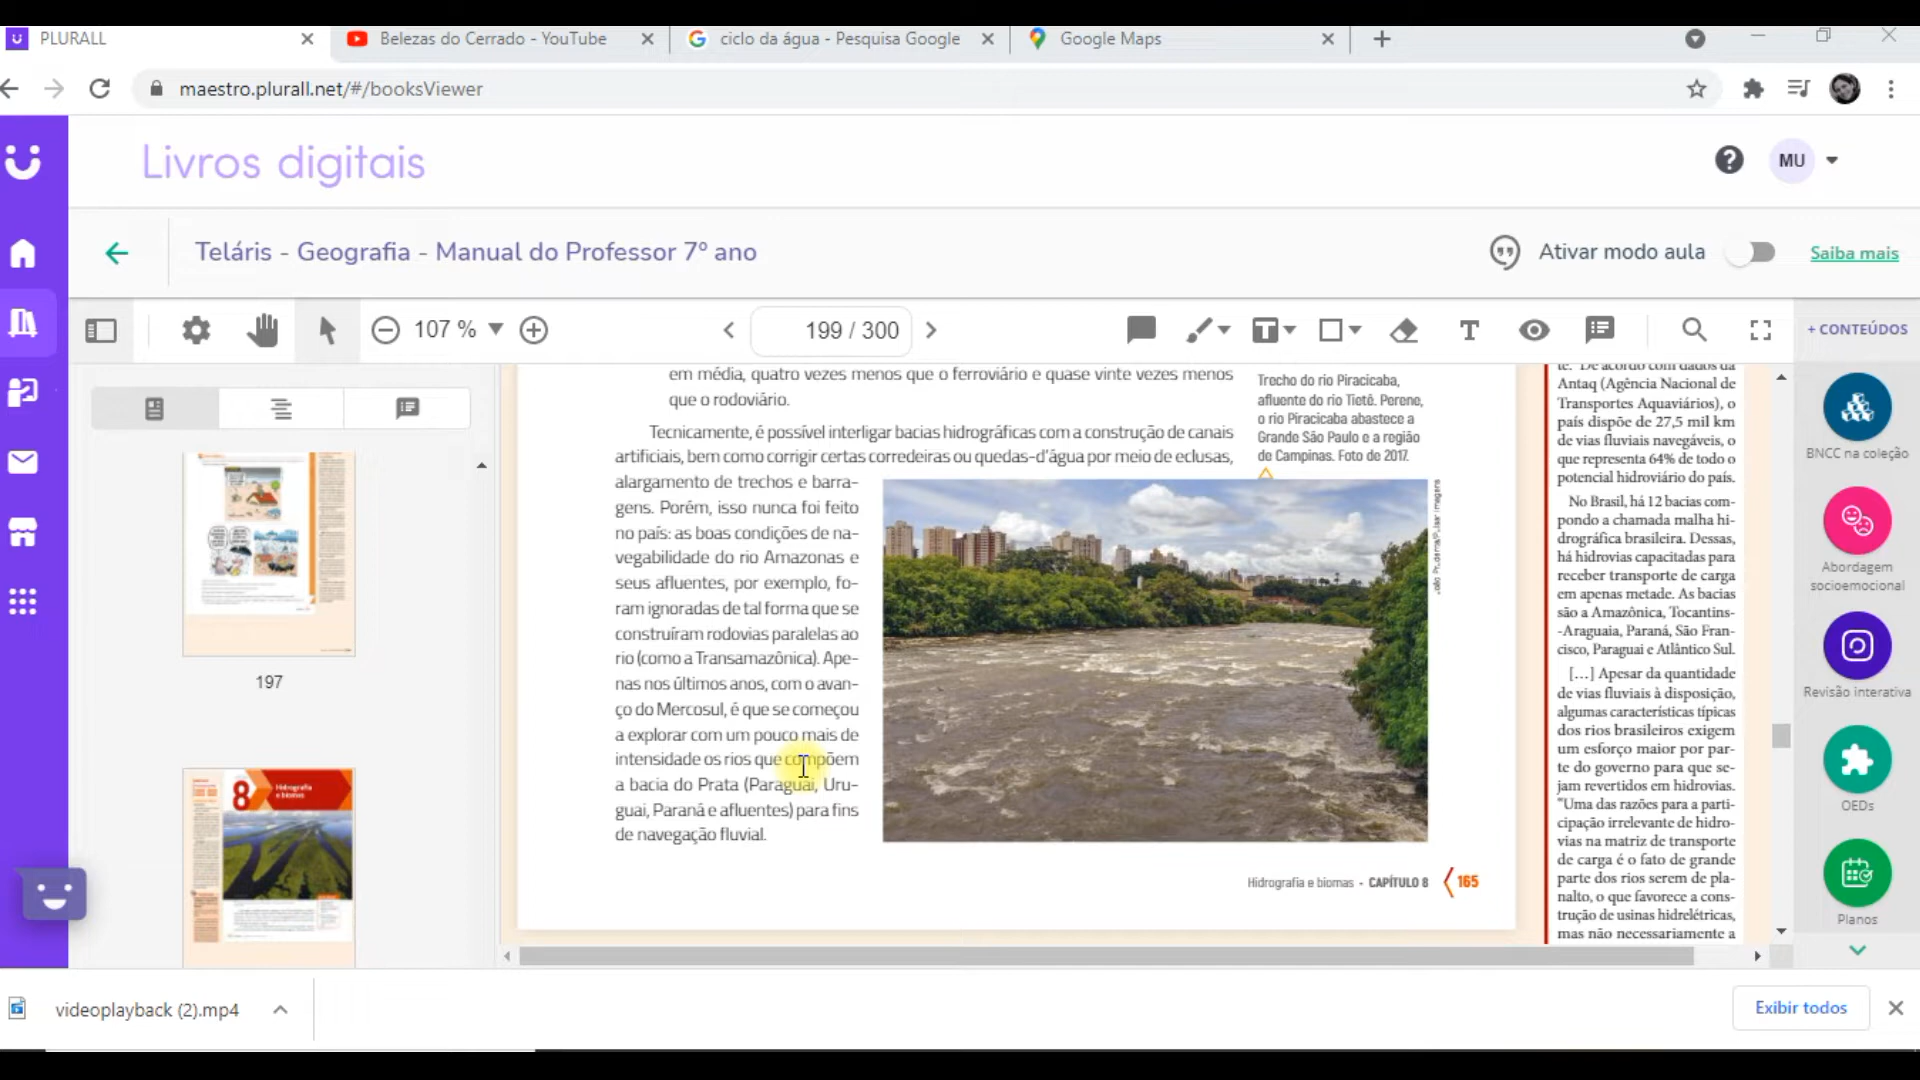 PLURALL
Belezas do Cerrado - YouTube
ciclo da água - Pesquisa Google
Google Maps
maestro.plurall.net/#/booksViewer
Livros digitais
MU
Teláris - Geografia - Manual do Professor 7º ano
Ativar modo aula
Saiba mais
107 %
199 / 300
+ CONTEÚDOS
197
8
Hidrografia
e biomas
em média, quatro vezes menos que o ferroviário e quase vinte vezes menos
que o rodoviário.
Tecnicamente, é possível interligar bacias hidrográficas com a construção de canais
artificiais, bem como corrigir certas corredeiras ou quedas-d'água por meio de eclusas,
alargamento de trechos e barra-
gens. Porém, isso nunca foi feito
no país: as boas condições de na-
vegabilidade do rio Amazonas e
seus afluentes, por exemplo, fo-
ram ignoradas de tal forma que se
construíram rodovias paralelas ao
rio (como a Transamazônica). Ape-
nas nos últimos anos, com o avan-
ço do Mercosul, é que se começou
a explorar com um pouco mais de
intensidade os rios que compõem
a bacia do Prata (Paraguai, Uru-
guai, Paraná e afluentes) para fins
de navegação fluvial.
Trecho do rio Piracicaba,
afluente do rio Tietê. Perene,
o rio Piracicaba abastece a
Grande São Paulo e a região
de Campinas. Foto de 2017.
Hidrografia e biomas - CAPÍTULO 8
165
te. De acordo com dados da
Antaq (Agência Nacional de
Transportes Aquaviários), o
país dispõe de 27,5 mil km
de vias fluviais navegáveis, o
que representa 64% de todo o
potencial hidroviário do país.
No Brasil, há 12 bacias com-
pondo a chamada malha hi-
drográfica brasileira. Dessas,
há hidrovias capacitadas para
receber transporte de carga
em apenas metade. As bacias
são a Amazônica, Tocantins-
-Araguaia, Paraná, São Fran-
cisco, Paraguai e Atlântico Sul.
[...] Apesar da quantidade
de vias fluviais à disposição,
algumas características típicas
dos rios brasileiros exigem
um esforço maior por par-
te do governo para que se-
jam revertidos em hidrovias.
"Uma das razões para a parti-
cipação irrelevante de hidro-
vias na matriz de transporte
de carga é o fato de grande
parte dos rios serem de pla-
nalto, o que favorece a cons-
trução de usinas hidrelétricas,
mas não necessariamente a
BNCC na coleção
Abordagem
socioemocional
Revisão interativa
OEDs
Planos
videoplayback (2).mp4
Exibir todos